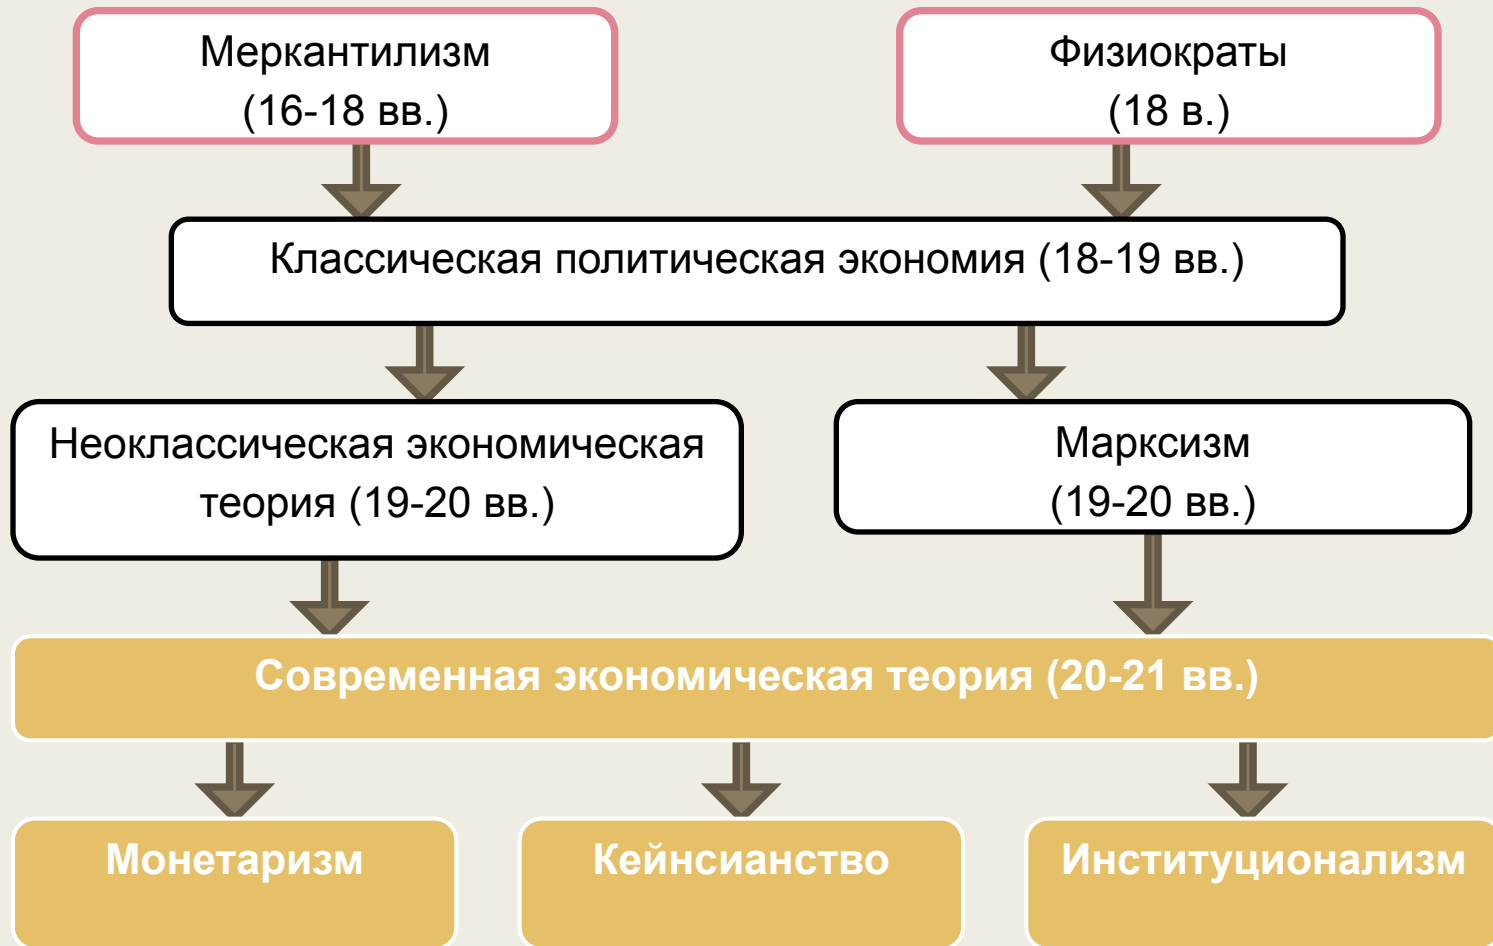 Меркантилизм
(16-18 вв.)
Физиократы
(18 в.)
Классическая политическая экономия (18-19 вв.)
Неоклассическая экономическая
теория (19-20 вв.)
Марксизм
(19-20 вв.)
Современная экономическая теория (20-21 вв.)
Монетаризм
Кейнсианство
Институционализм